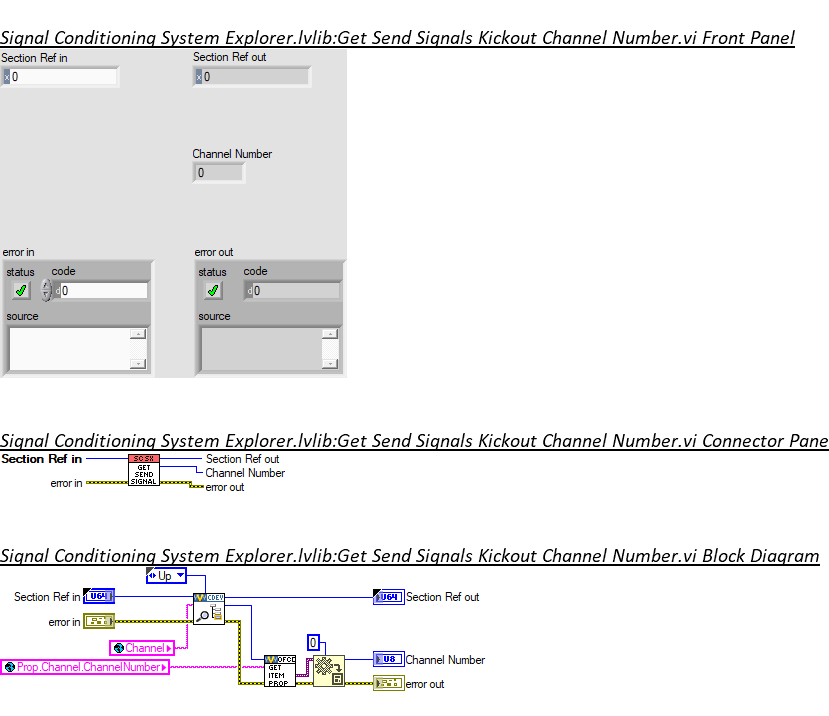 Signal Conditioning System Explorer.lvlib:Get Send Signals Kickout Channel Number.vi Front Panel
Section Ref in
Section Ref out
x 0
x 0
Channel Number
0
error in
error out
status code
status code
d 0
d 0
source
source
Signal Conditioning System Explorer.lvlib:Get Send Signals Kickout Channel Number.vi Connector Pane
Section Ref in
SCSX
GET
SEND
SIGNAL
Section Ref out
Channel Number
error in
error out
Signal Conditioning System Explorer.lvlib:Get Send Signals Kickout Channel Number.vi Block Diagram
Up
Section Ref in U64
CDEV
U64 Section Ref out
error in
Channel
0
Prop.Channel.ChannelNumber
OFCD
GET
ITEM
PROP
U8 Channel Number
error out